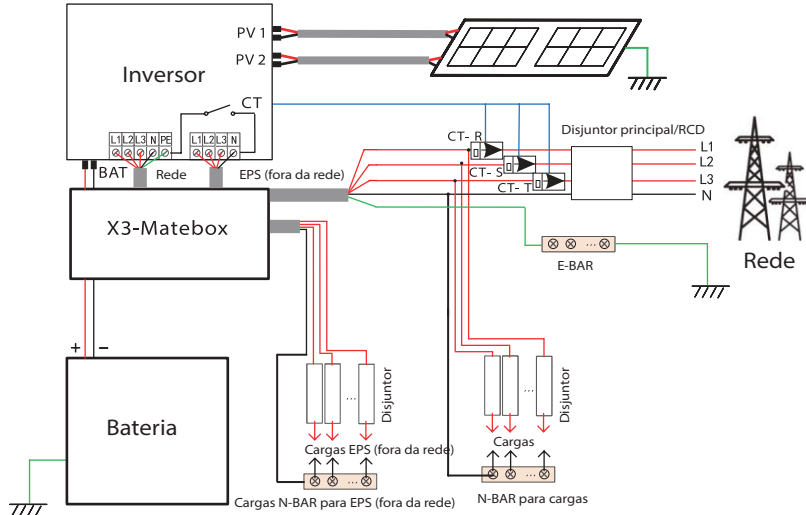 PV 1
PV 2
Inversor
CT
L1 L2 L3 N PE
L1 L2 L3 N
BAT
Rede
EPS (fora da rede)
CT- R
CT- S
CT- T
Disjuntor principal/RCD
L1
L2
L3
N
X3-Matebox
E-BAR
Rede
+ −
Bateria
...
Disjuntor
...
Disjuntor
Cargas EPS (fora da rede)
Cargas
...
...
Cargas N-BAR para EPS (fora da rede)
N-BAR para cargas